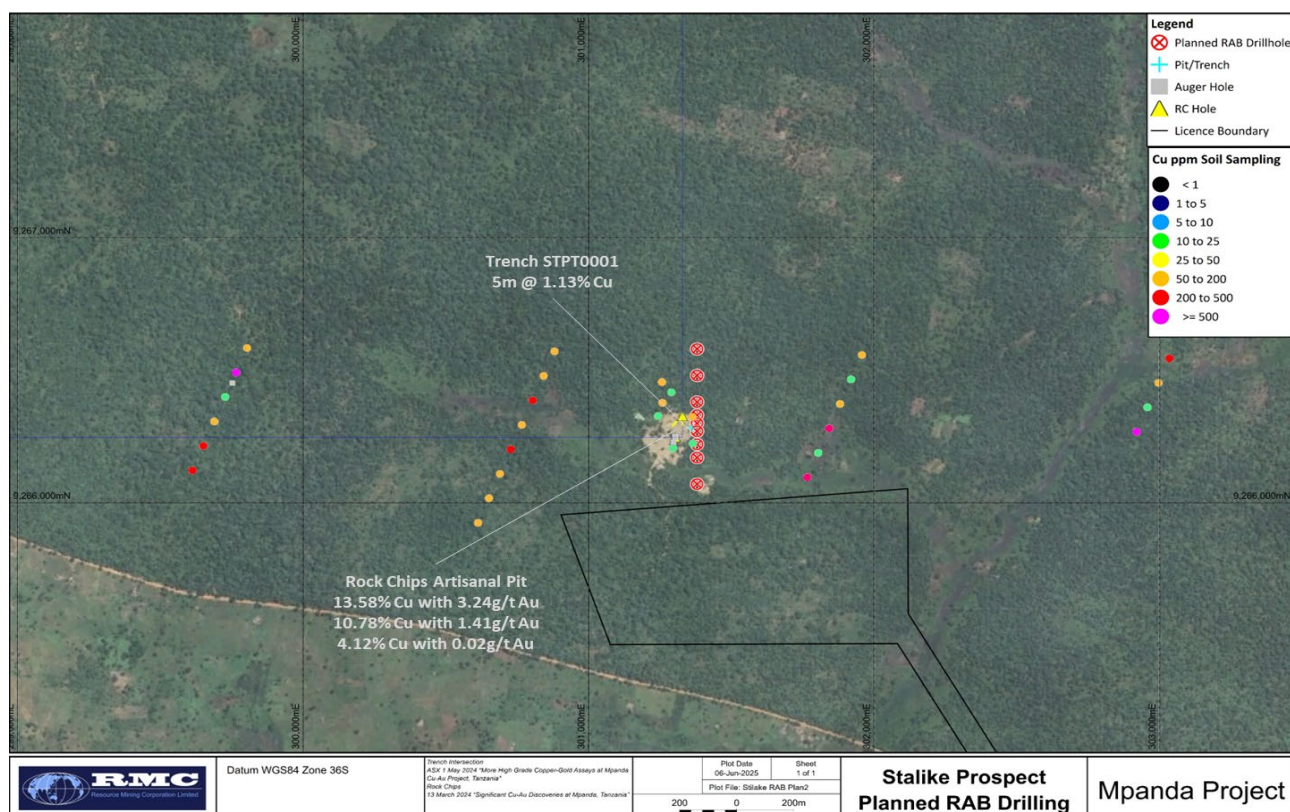 Legend
Planned RAB Drillhole
Pit/Trench
Auger Hole
RC Hole
Licence Boundary
Cu ppm Soil Sampling
< 1
1 to 5
5 to 10
10 to 25
25 to 50
50 to 200
200 to 500
>= 500
300,000mE
301,000mE
302,000mE
9,267,000mN
Trench STPT0001
5m @ 1.13% Cu
9,266,000mN
9,266,000mN
Rock Chips Artisanal Pit
13.58% Cu with 3.24g/t Au
10.78% Cu with 1.41g/t Au
4.12% Cu with 0.02g/t Au
300,000mE
301,000mE
302,000mE
303,000mE
RMC
Resource Mining Corporation Limited
Datum WGS84 Zone 36S
Trench Intersection
ASX 1 May 2024 "More High Grade Copper-Gold Assays at Mpanda
Cu-Au Project, Tanzania"
Rock Chips
13 March 2024 "Significant Cu-Au Discoveries at Mpanda, Tanzania"
Plot Date
06-Jun-2025
Sheet
1 of 1
Plot File: Stilake RAB Plan2
200 0 200m
Stalike Prospect
Planned RAB Drilling
Mpanda Project